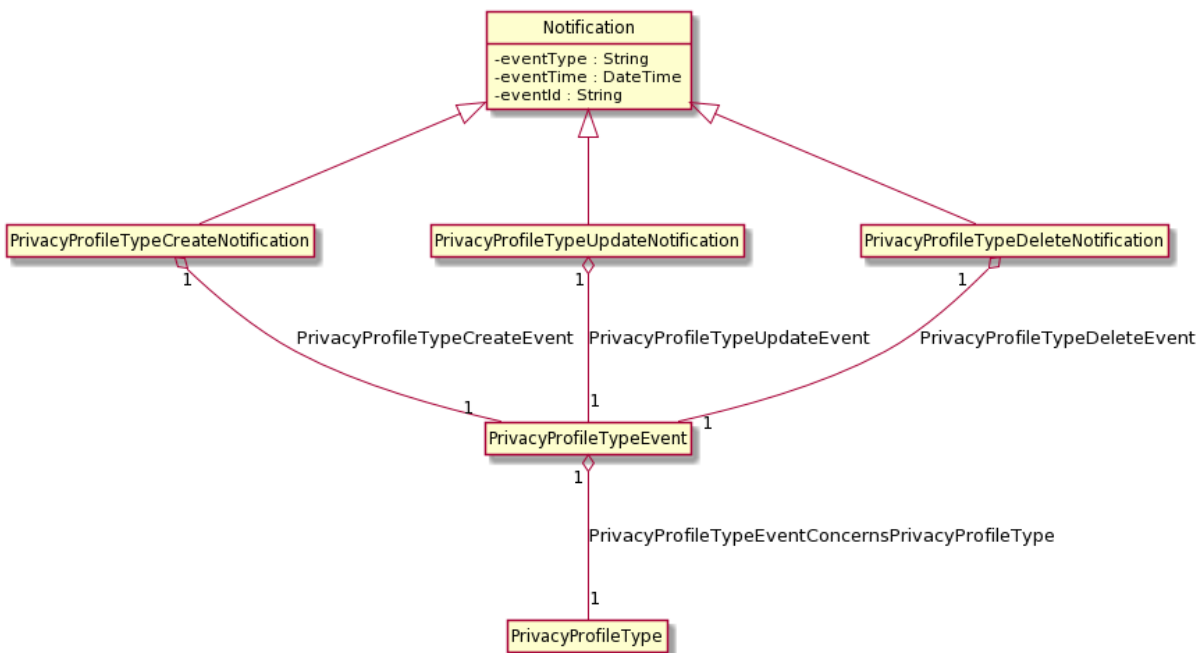 Notification
-eventType : String
-eventTime : DateTime
-eventId : String
PrivacyProfileTypeCreateNotification
PrivacyProfileTypeUpdateNotification
PrivacyProfileTypeDeleteNotification
1
1
1
PrivacyProfileTypeCreateEvent
PrivacyProfileTypeUpdateEvent
PrivacyProfileTypeDeleteEvent
1
1
1
PrivacyProfileTypeEvent
1
PrivacyProfileTypeEventConcernsPrivacyProfileType
1
PrivacyProfileType